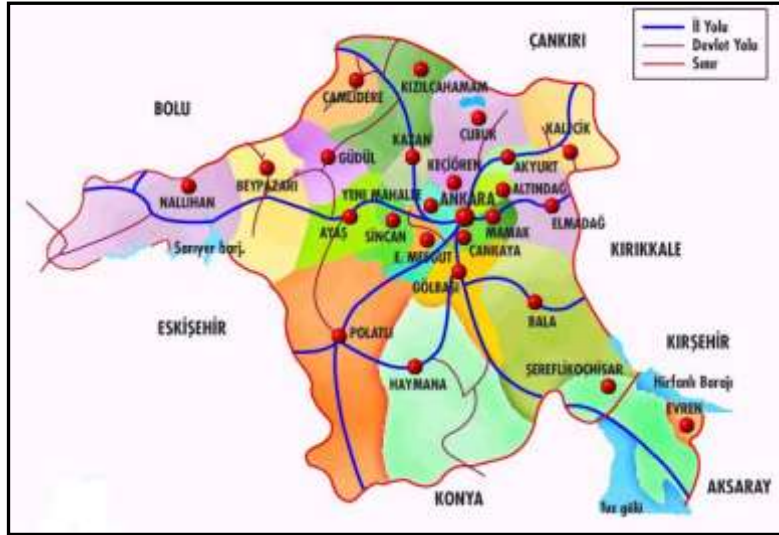 İl Yolu
Devlet Yolu
Sınır
ÇANKIRI
BOLU
ÇAMLIDERE
KIZILCAHAMAM
ÇUBUK
KALECİK
KAZAN
GÜDÜL
KEÇİÖREN
AKYURT
BEYPAZARI
NALLIHAN
YENI MAHALLE
ANKARA
ALTINDAĞ
AYAŞ
SİNCAN
MAMAK
ELMADAĞ
Sarıyer barj.
E. MESGUT
ÇANKAYA
KIRIKKALE
GÖLBAŞI
ESKİŞEHİR
POLATLI
BALA
KIRŞEHİR
HAYMANA
ŞEREFLİKOCHİSAR
Hirfanlı Barajı
EVREN
KONYA
AKSARAY
Tuz gölü